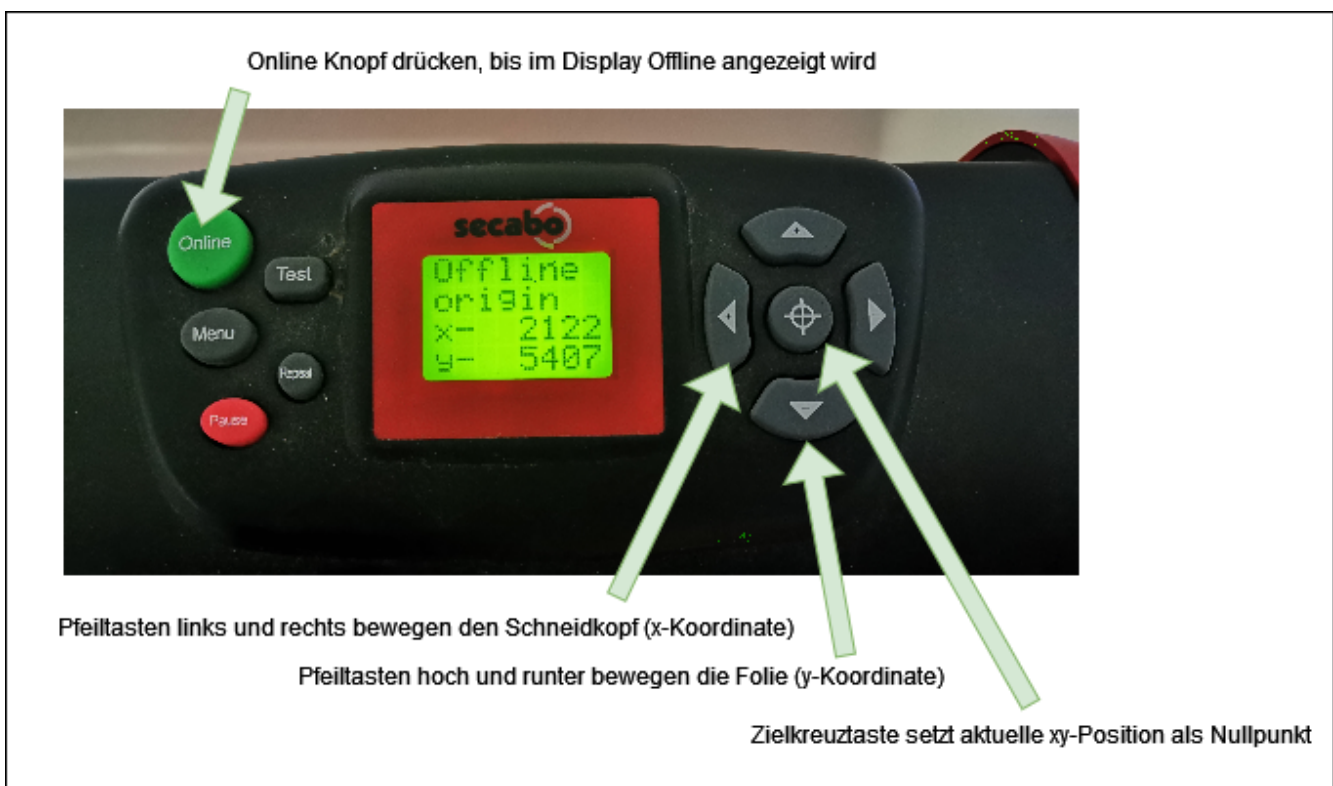 Online Knopf drücken, bis im Display Offline angezeigt wird
Online
Test
Menu
Repeat
Pause
secabo
Offline
origin
x- 2122
y- 5407
+
+
-
-
Pfeiltasten links und rechts bewegen den Schneidkopf (x-Koordinate)
Pfeiltasten hoch und runter bewegen die Folie (y-Koordinate)
Zielkreuztaste setzt aktuelle xy-Position als Nullpunkt